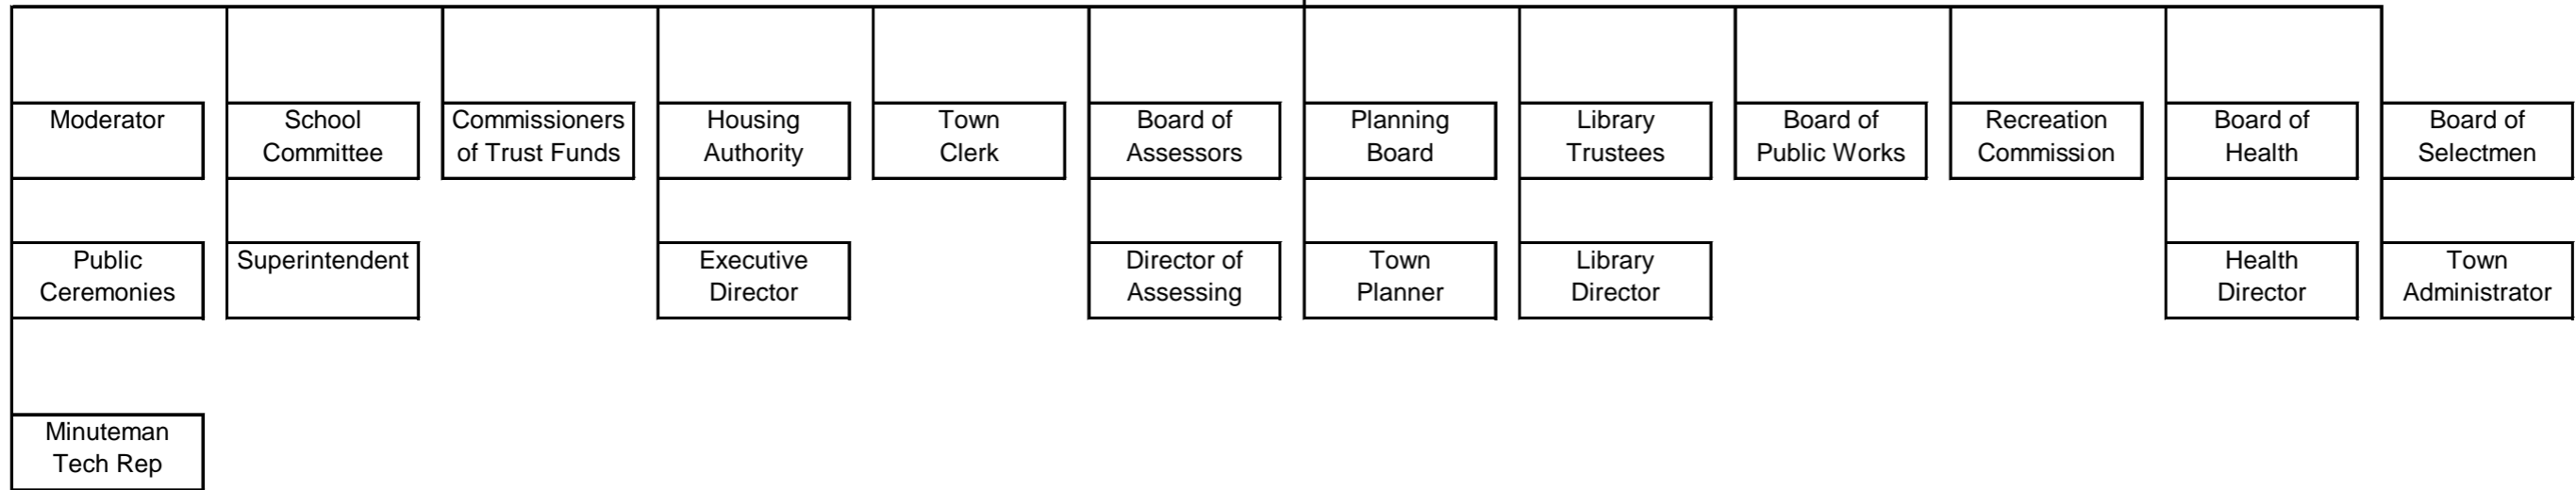 Moderator
School
Committee
Commissioners
of Trust Funds
Housing
Authority
Town
Clerk
Board of
Assessors
Planning
Board
Library
Trustees
Board of
Public Works
Recreation
Commission
Board of
Health
Board of
Selectmen
Public
Ceremonies
Superintendent
Executive
Director
Director of
Assessing
Town
Planner
Library
Director
Health
Director
Town
Administrator
Minuteman
Tech Rep